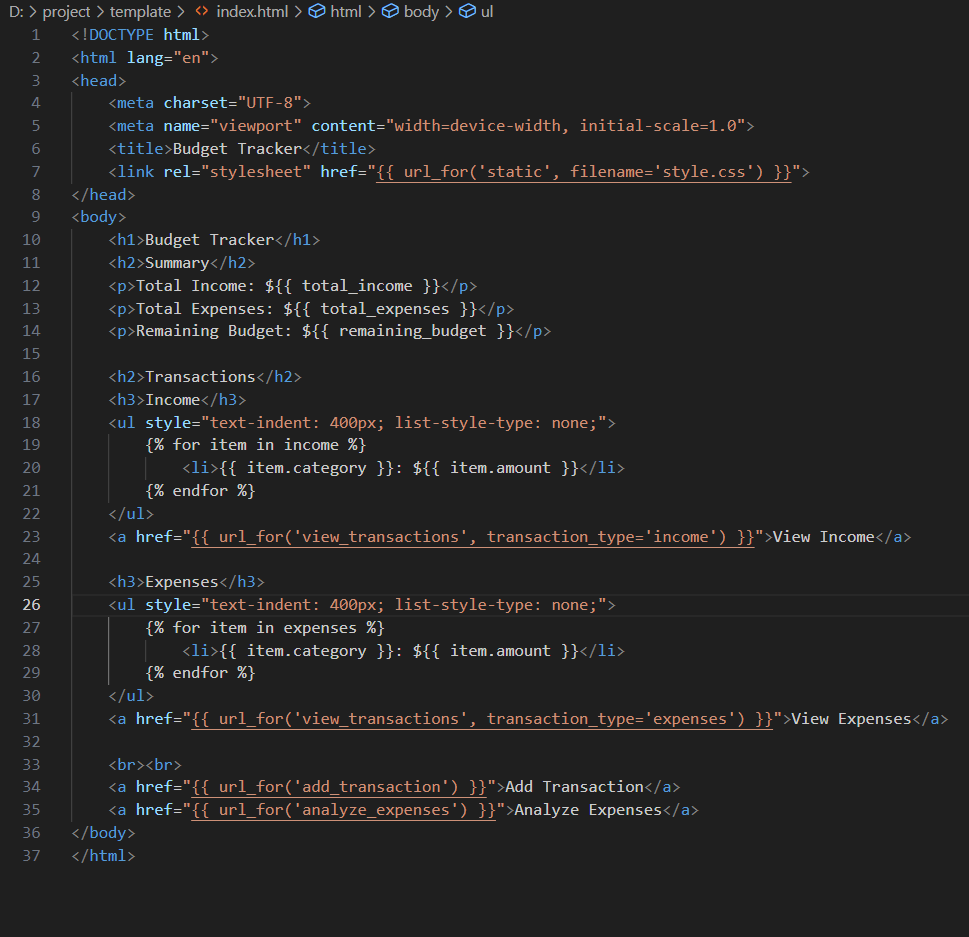 D: > project > template > <> index.html > html > body > ul
1 <!DOCTYPE html>
2 <html lang="en">
3 <head>
4     <meta charset="UTF-8">
5     <meta name="viewport" content="width=device-width, initial-scale=1.0">
6     <title>Budget Tracker</title>
7     <link rel="stylesheet" href="{{ url_for('static', filename='style.css') }}">
8 </head>
9 <body>
10     <h1>Budget Tracker</h1>
11     <h2>Summary</h2>
12     <p>Total Income: ${{ total_income }}</p>
13     <p>Total Expenses: ${{ total_expenses }}</p>
14     <p>Remaining Budget: ${{ remaining_budget }}</p>
15
16     <h2>Transactions</h2>
17     <h3>Income</h3>
18     <ul style="text-indent: 400px; list-style-type: none;">
19         {% for item in income %}
20             <li>{{ item.category }}: ${{ item.amount }}</li>
21         {% endfor %}
22     </ul>
23     <a href="{{ url_for('view_transactions', transaction_type='income') }}">View Income</a>
24
25     <h3>Expenses</h3>
26     <ul style="text-indent: 400px; list-style-type: none;">
27         {% for item in expenses %}
28             <li>{{ item.category }}: ${{ item.amount }}</li>
29         {% endfor %}
30     </ul>
31     <a href="{{ url_for('view_transactions', transaction_type='expenses') }}">View Expenses</a>
32
33     <br><br>
34     <a href="{{ url_for('add_transaction') }}">Add Transaction</a>
35     <a href="{{ url_for('analyze_expenses') }}">Analyze Expenses</a>
36 </body>
37 </html>